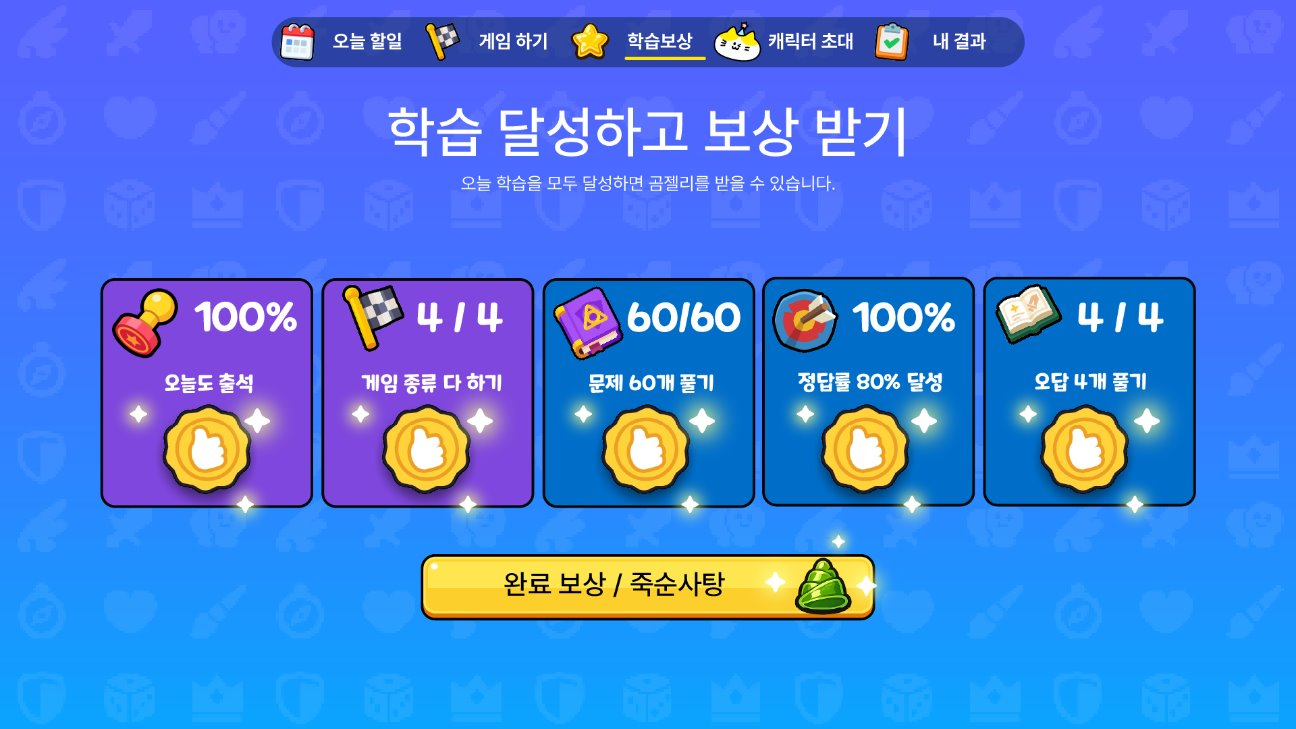 오늘 할일 게임 하기 학습보상 캐릭터 초대 내 결과
학습 달성하고 보상 받기
오늘 학습을 모두 달성하면 곰젤리를 받을 수 있습니다.
100%
오늘도 출석
4 / 4
게임 종류 다 하기
60/60
문제 60개 풀기
100%
정답률 80% 달성
4 / 4
오답 4개 풀기
완료 보상 / 죽순사탕